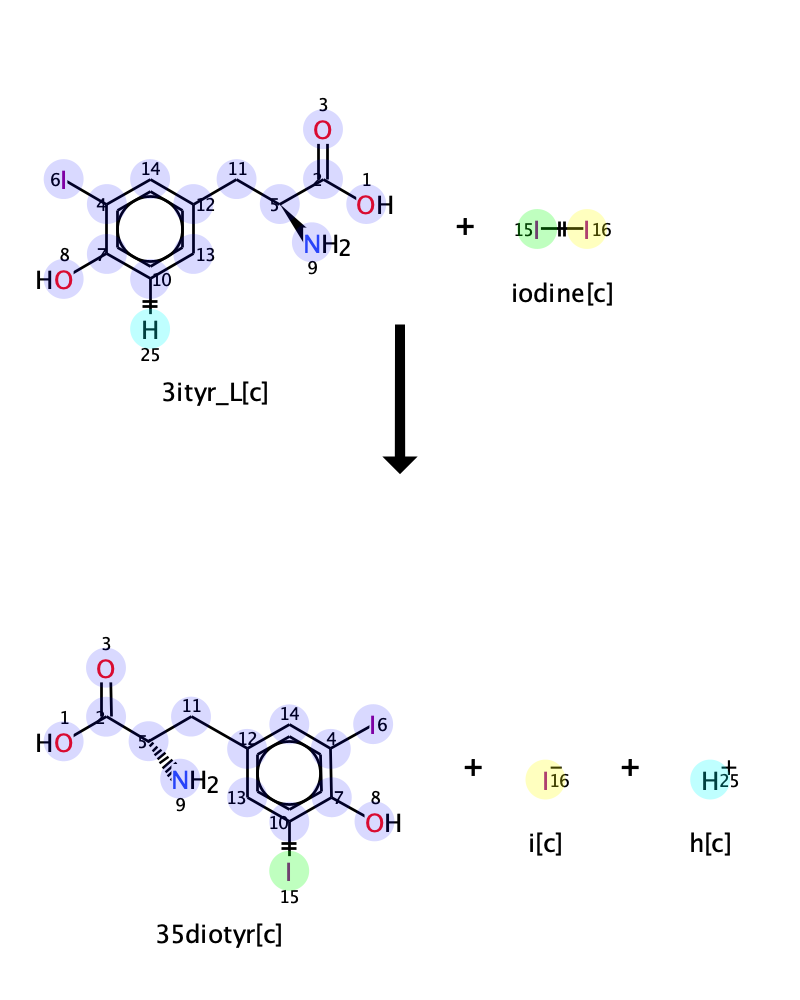 3
O
6I
14
11
2
1
OH
4
12
5
+
15I
I16
8
HO
7
13
NH2
9
10
iodine[c]
H
25
3ityr_L[c]
3
O
1
HO
2
11
14
I6
5
12
4
NH2
9
13
7
8
OH
10
+
I16−
+
H25+
I
15
i[c]
h[c]
35diotyr[c]